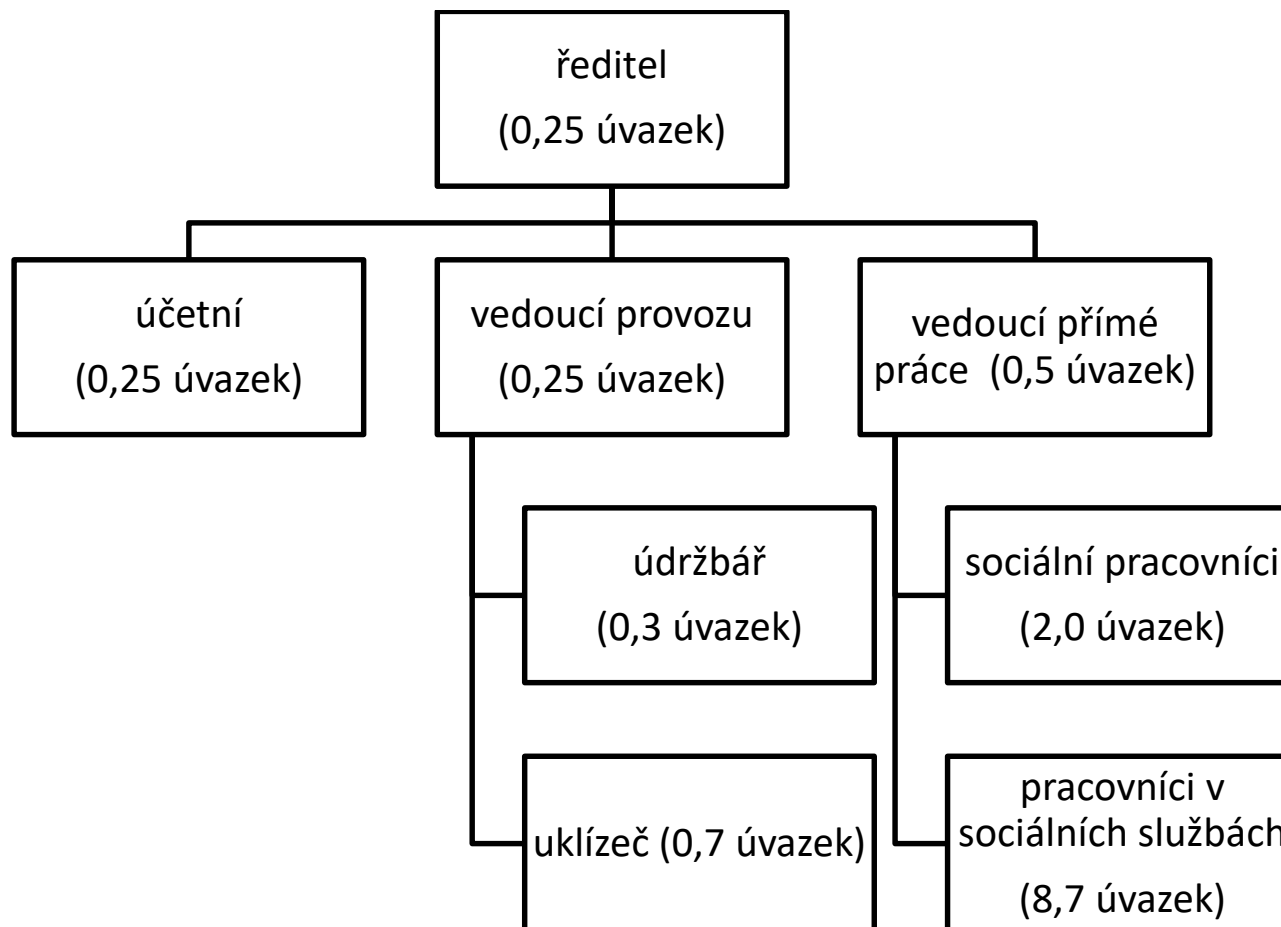 ředitel
(0,25 úvazek)
účetní
(0,25 úvazek)
vedoucí provozu
(0,25 úvazek)
vedoucí přímé
práce (0,5 úvazek)
údržbář
(0,3 úvazek)
sociální pracovníci
(2,0 úvazek)
uklízeč (0,7 úvazek)
pracovníci v
sociálních službách
(8,7 úvazek)